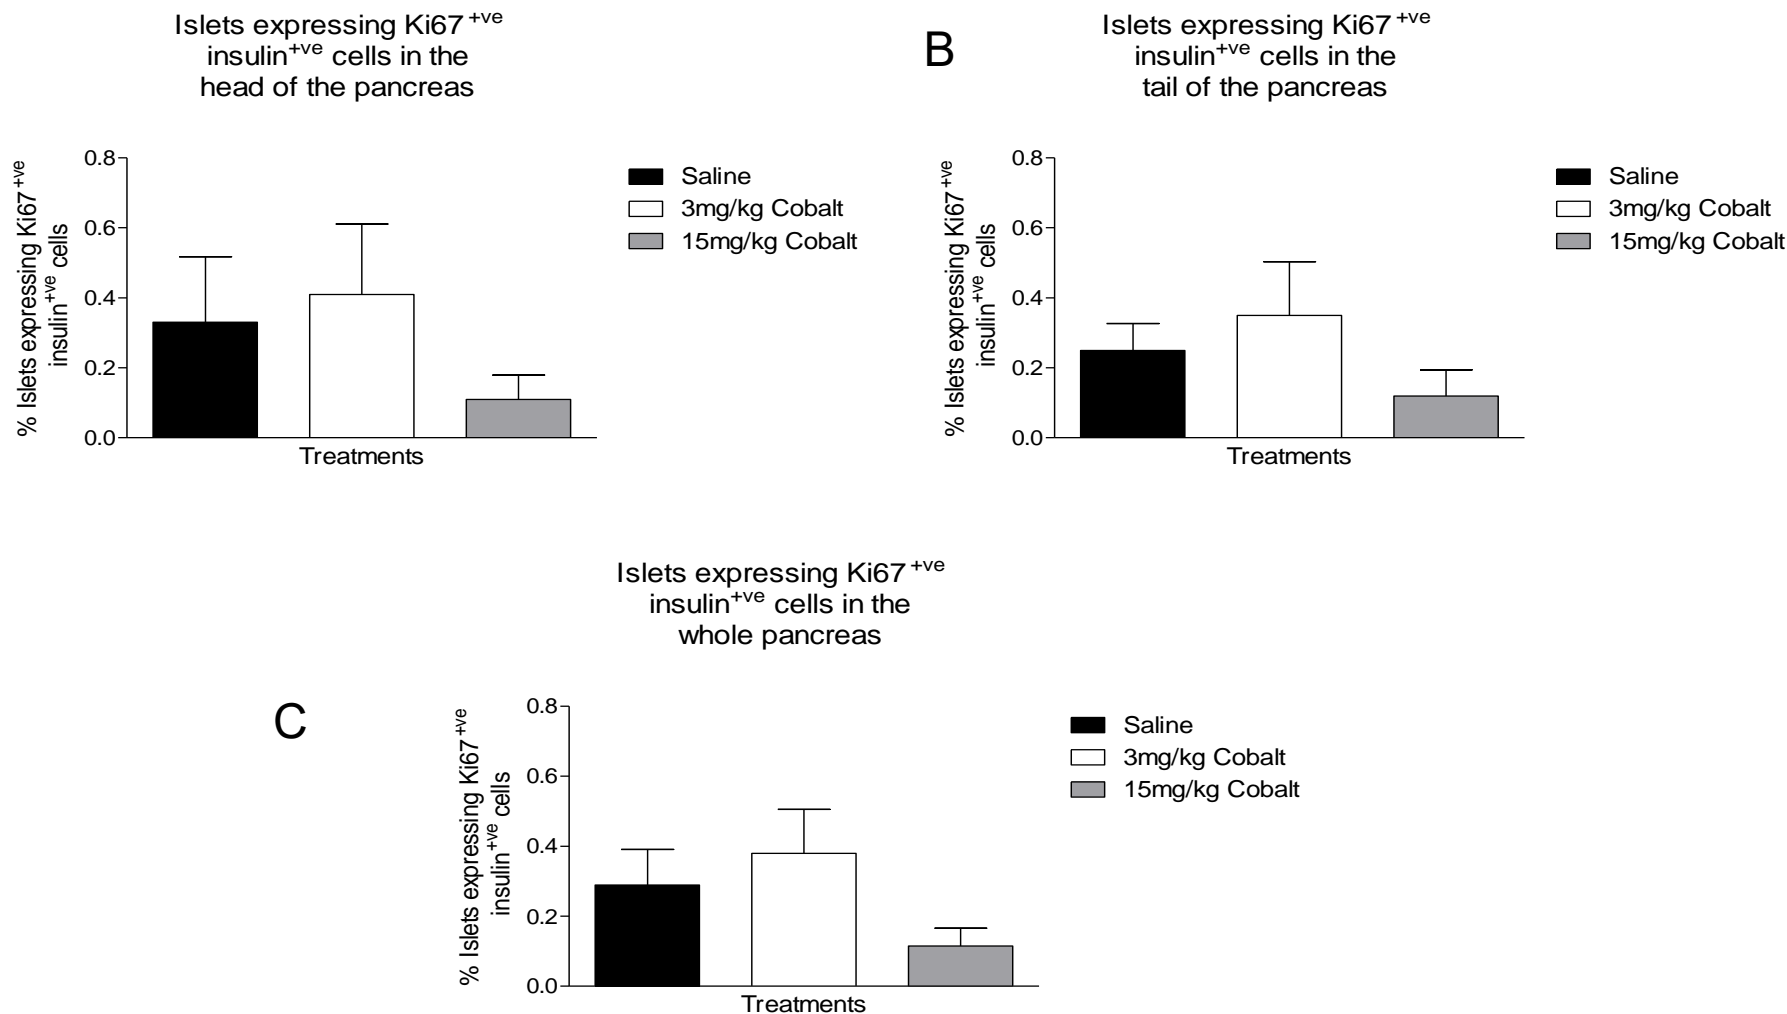 Islets expressing Ki67 +ve
insulin+ve cells in the
head of the pancreas
% Islets expressing Ki67+ve
insulin+ve cells
0.8
0.6
0.4
0.2
0.0
Treatments
Saline
3mg/kg Cobalt
15mg/kg Cobalt
B
Islets expressing Ki67 +ve
insulin+ve cells in the
tail of the pancreas
% Islets expressing Ki67+ve
insulin+ve cells
0.8
0.6
0.4
0.2
0.0
Treatments
Saline
3mg/kg Cobalt
15mg/kg Cobalt
C
Islets expressing Ki67 +ve
insulin+ve cells in the
whole pancreas
% Islets expressing Ki67+ve
insulin+ve cells
0.8
0.6
0.4
0.2
0.0
Treatments
Saline
3mg/kg Cobalt
15mg/kg Cobalt